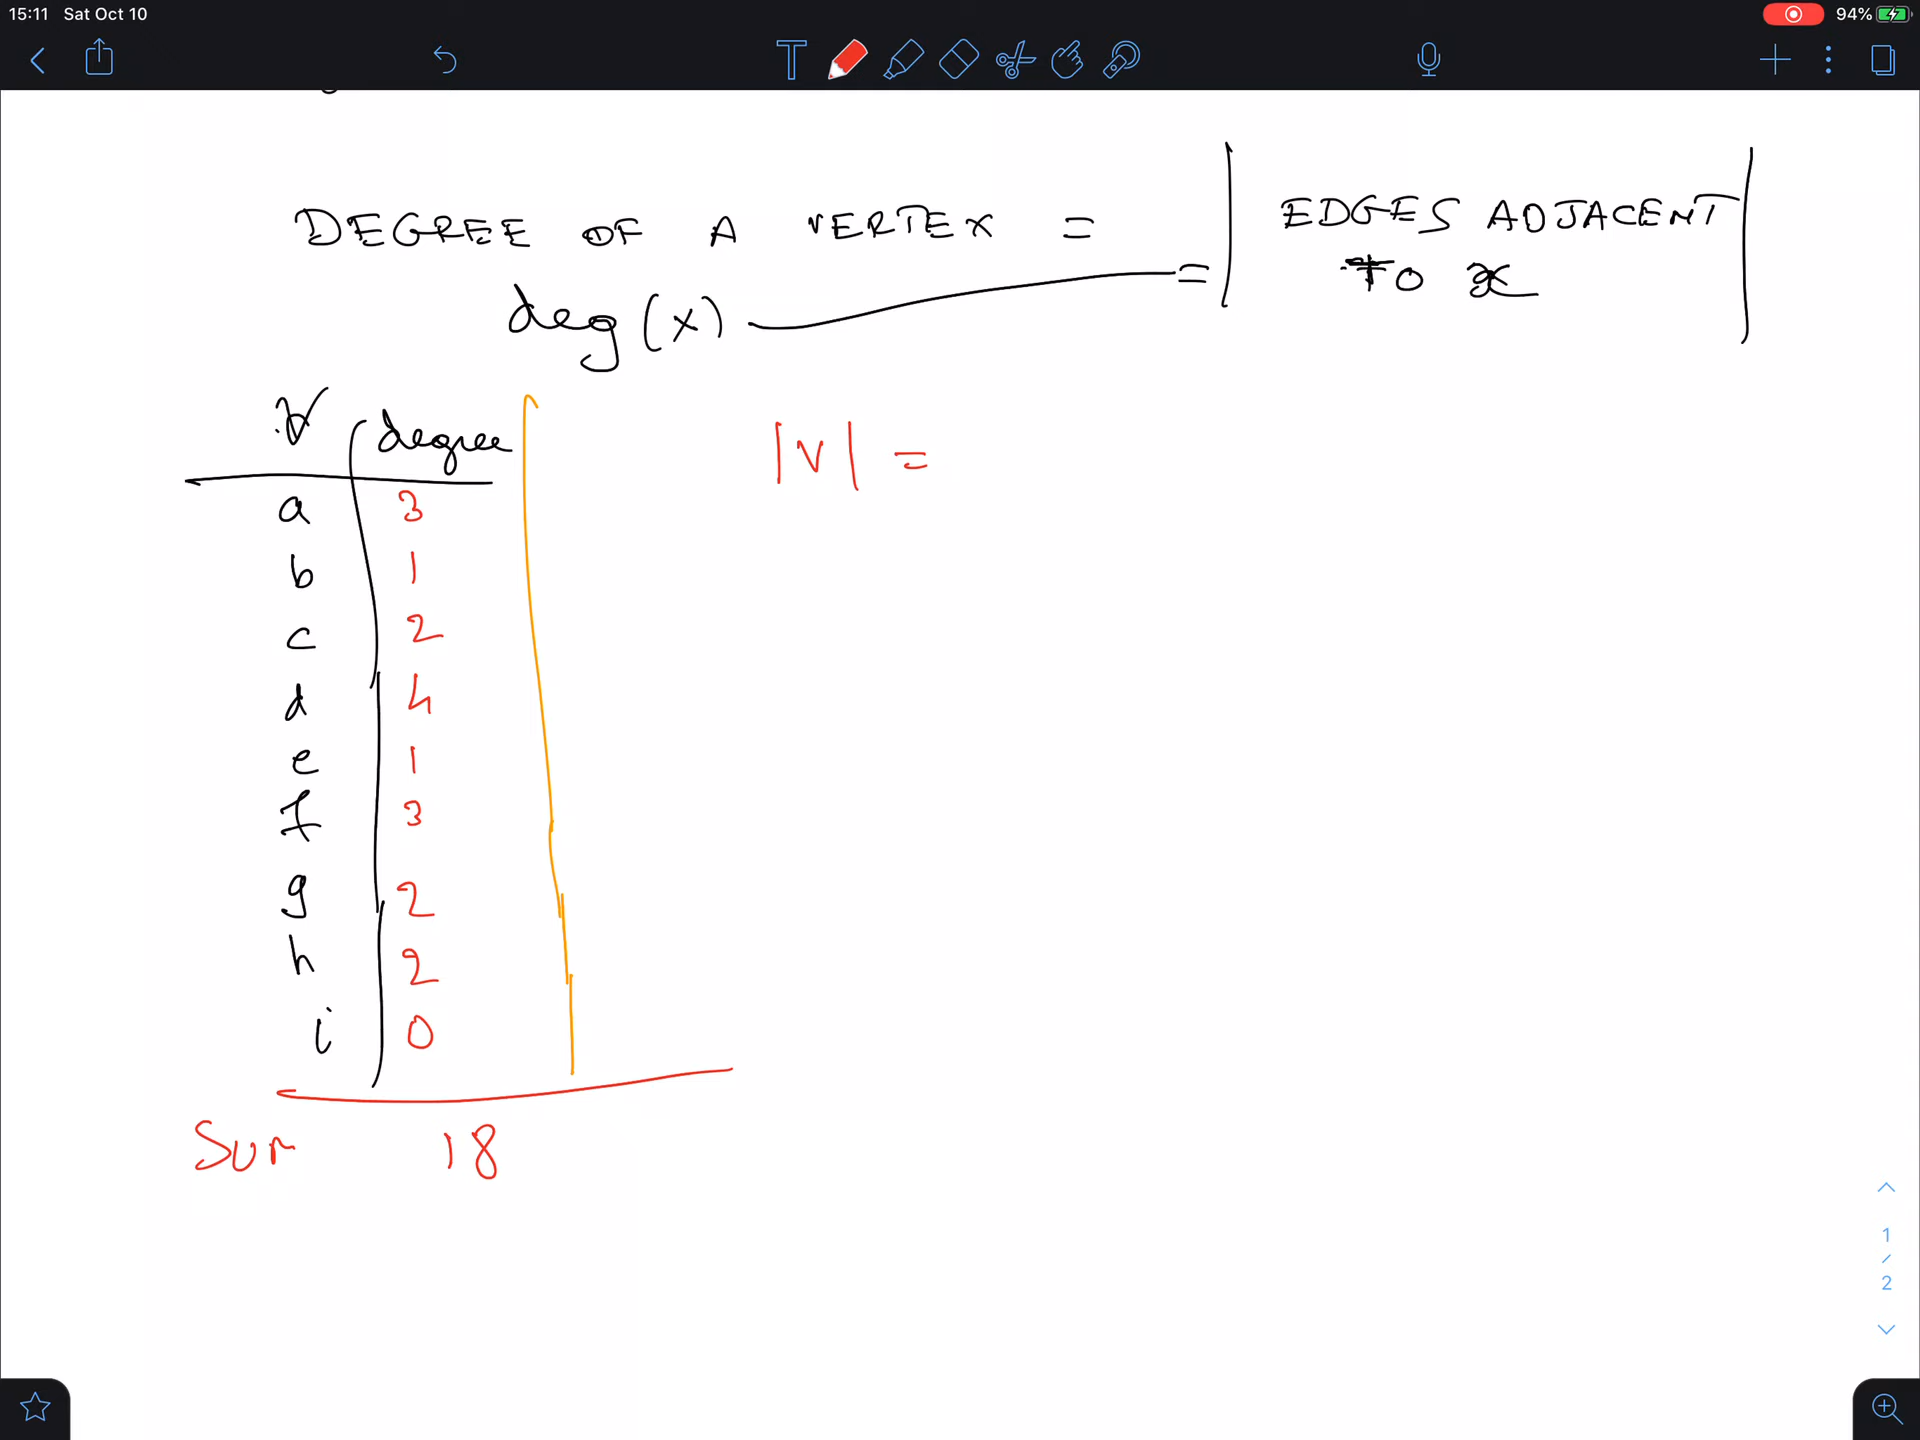 15:11 Sat Oct 10 94%
DEGREE OF A VERTEX = | EDGES ADJACENT TO x |
deg(x) =
V degree
|V| =
a 3
b 1
c 2
d 4
e 1
f 3
g 2
h 2
i 0
Sum 18
1
/
2